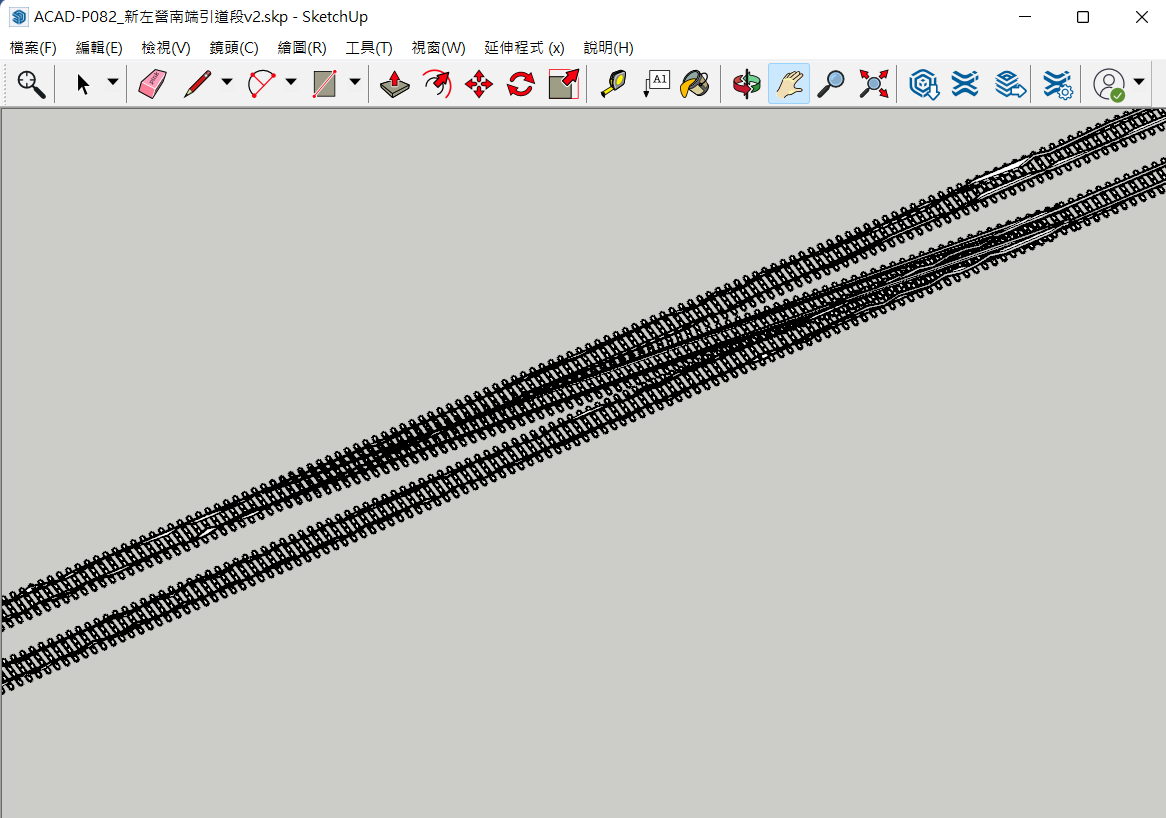 ACAD-P082_新左營南端引道段v2.skp - SketchUp
檔案(F) 編輯(E) 檢視(V) 鏡頭(C) 繪圖(R) 工具(T) 視窗(W) 延伸程式 (x) 說明(H)
A1